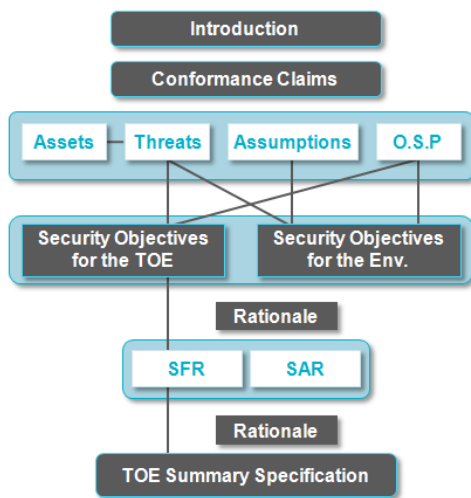 Introduction
Conformance Claims
Assets
Threats
Assumptions
O.S.P
Security Objectives
for the TOE
Security Objectives
for the Env.
Rationale
SFR
SAR
Rationale
TOE Summary Specification